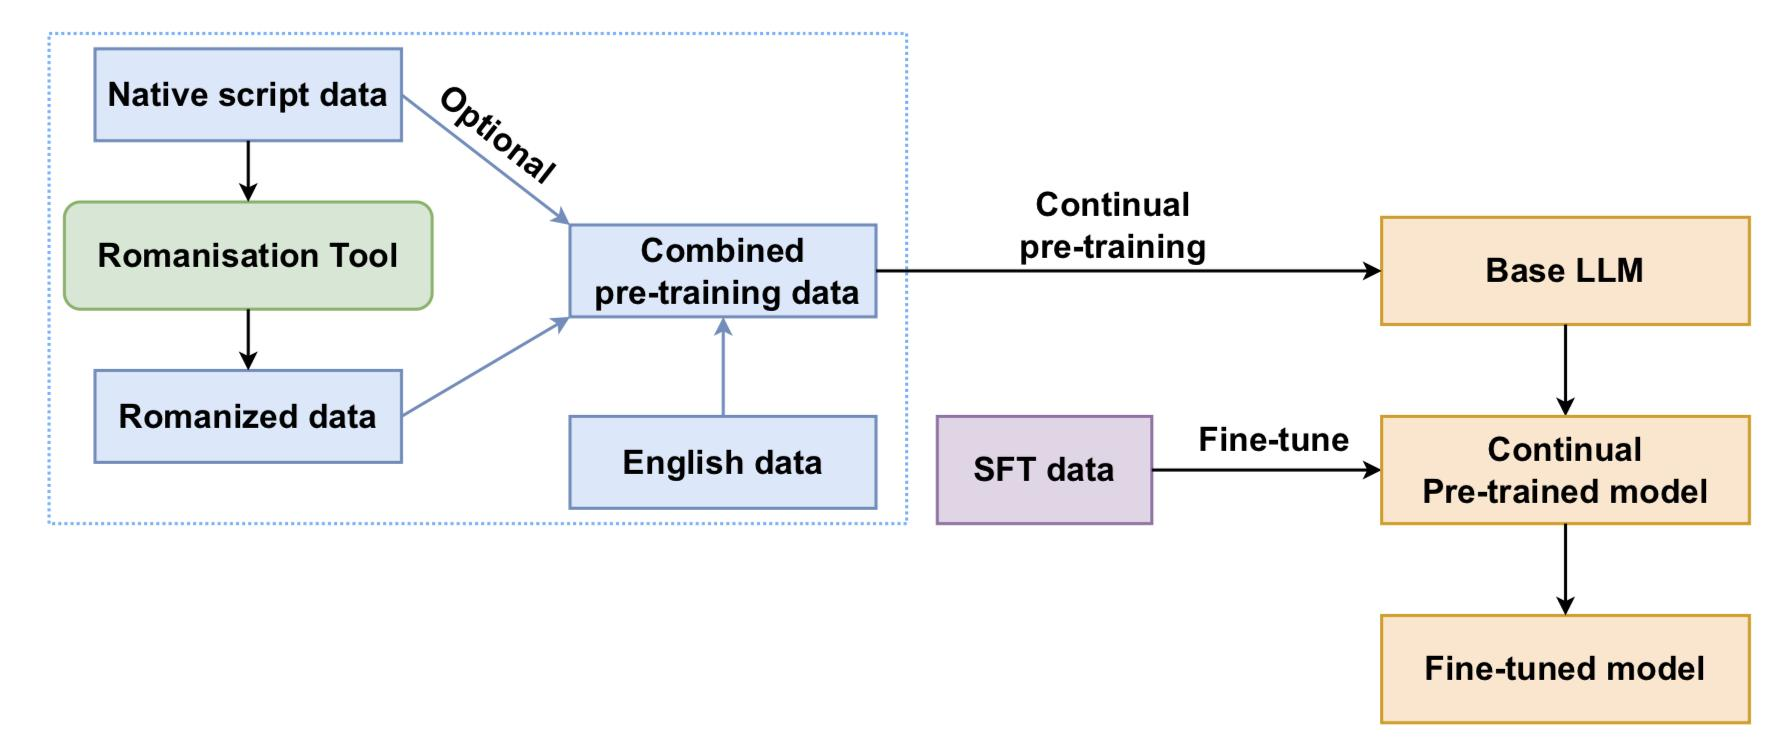 Native script data
Optional
Romanisation Tool
Romanized data
Combined
pre-training data
English data
Continual
pre-training
Base LLM
SFT data
Fine-tune
Continual
Pre-trained model
Fine-tuned model